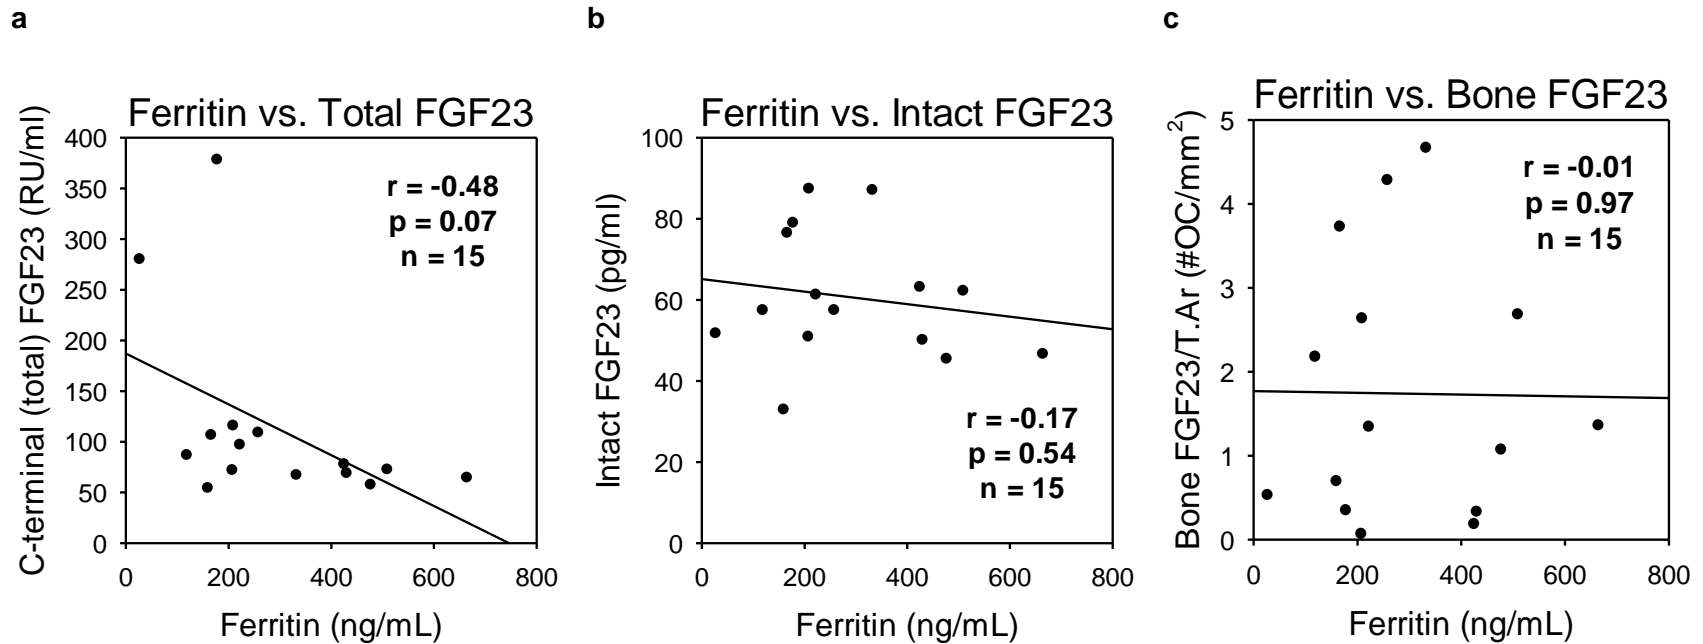 a
b
c
Ferritin vs. Total FGF23
C-terminal (total) FGF23 (RU/ml)
400
350
300
250
200
150
100
50
0
r = -0.48
p = 0.07
n = 15
0 200 400 600 800
Ferritin (ng/mL)
Ferritin vs. Intact FGF23
Intact FGF23 (pg/ml)
100
80
60
40
20
0
r = -0.17
p = 0.54
n = 15
0 200 400 600 800
Ferritin (ng/mL)
Ferritin vs. Bone FGF23
Bone FGF23/T.Ar (#OC/mm²)
5
4
3
2
1
0
r = -0.01
p = 0.97
n = 15
0 200 400 600 800
Ferritin (ng/mL)